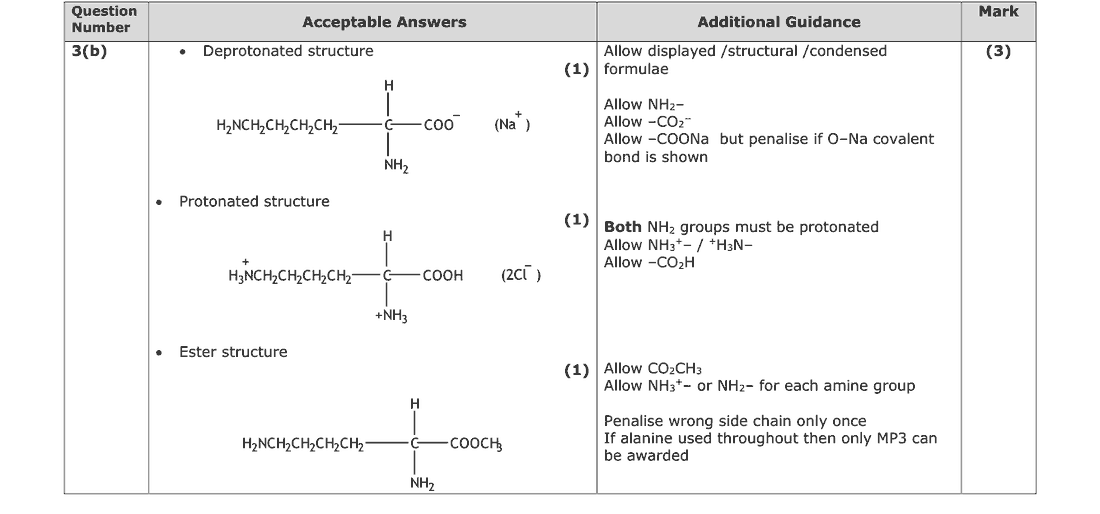 Question Number
Acceptable Answers
Additional Guidance
Mark
3(b)
• Deprotonated structure
(1)
H
H₂NCH₂CH₂CH₂CH₂—C—COO⁻ (Na⁺)
NH₂
Allow displayed /structural /condensed
formulae
Allow NH₂–
Allow –CO₂⁻
Allow –COONa but penalise if O–Na covalent
bond is shown
(3)
• Protonated structure
(1)
H
H₃N⁺CH₂CH₂CH₂CH₂—C—COOH (2Cl⁻)
+NH₃
Both NH₂ groups must be protonated
Allow NH₃⁺– / ⁺H₃N–
Allow –CO₂H
• Ester structure
(1)
H
H₂NCH₂CH₂CH₂CH₂—C—COOCH₃
NH₂
Allow CO₂CH₃
Allow NH₃⁺– or NH₂– for each amine group
Penalise wrong side chain only once
If alanine used throughout then only MP3 can
be awarded